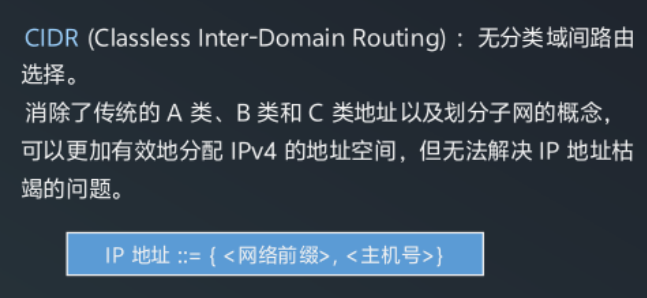 CIDR (Classless Inter-Domain Routing) ：无分类域间路由
选择。
消除了传统的 A 类、B 类和 C 类地址以及划分子网的概念，
可以更加有效地分配 IPv4 的地址空间，但无法解决 IP 地址枯
竭的问题。
IP 地址 ::= { <网络前缀>, <主机号>}